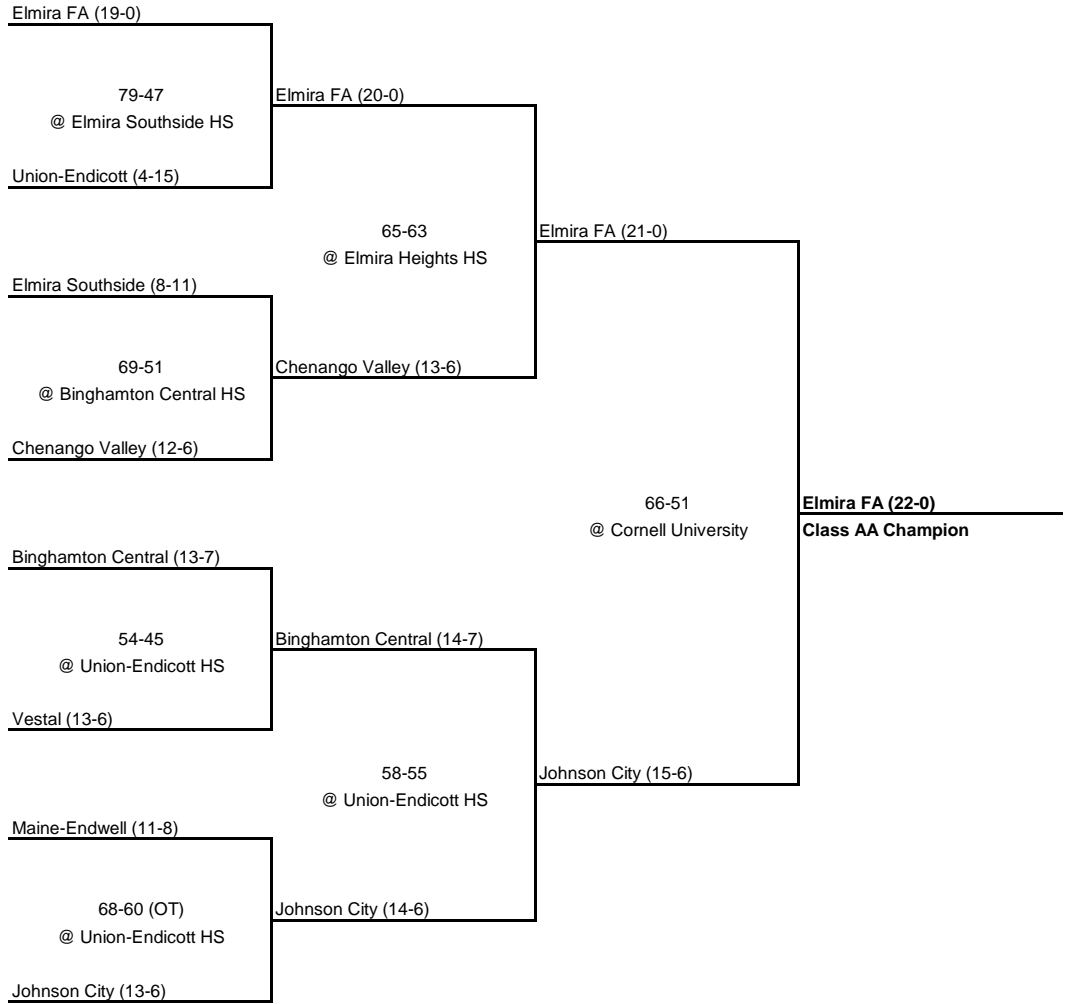 Elmira FA (19-0)
79-47
@ Elmira Southside HS
Elmira FA (20-0)
Union-Endicott (4-15)
65-63
@ Elmira Heights HS
Elmira FA (21-0)
Elmira Southside (8-11)
69-51
@ Binghamton Central HS
Chenango Valley (13-6)
Chenango Valley (12-6)
66-51
@ Cornell University
Elmira FA (22-0)
Class AA Champion
Binghamton Central (13-7)
54-45
@ Union-Endicott HS
Binghamton Central (14-7)
Vestal (13-6)
58-55
@ Union-Endicott HS
Johnson City (15-6)
Maine-Endwell (11-8)
68-60 (OT)
@ Union-Endicott HS
Johnson City (14-6)
Johnson City (13-6)